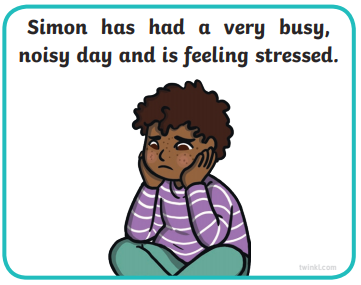 Simon has had a very busy,
noisy day and is feeling stressed.
twinkl.com